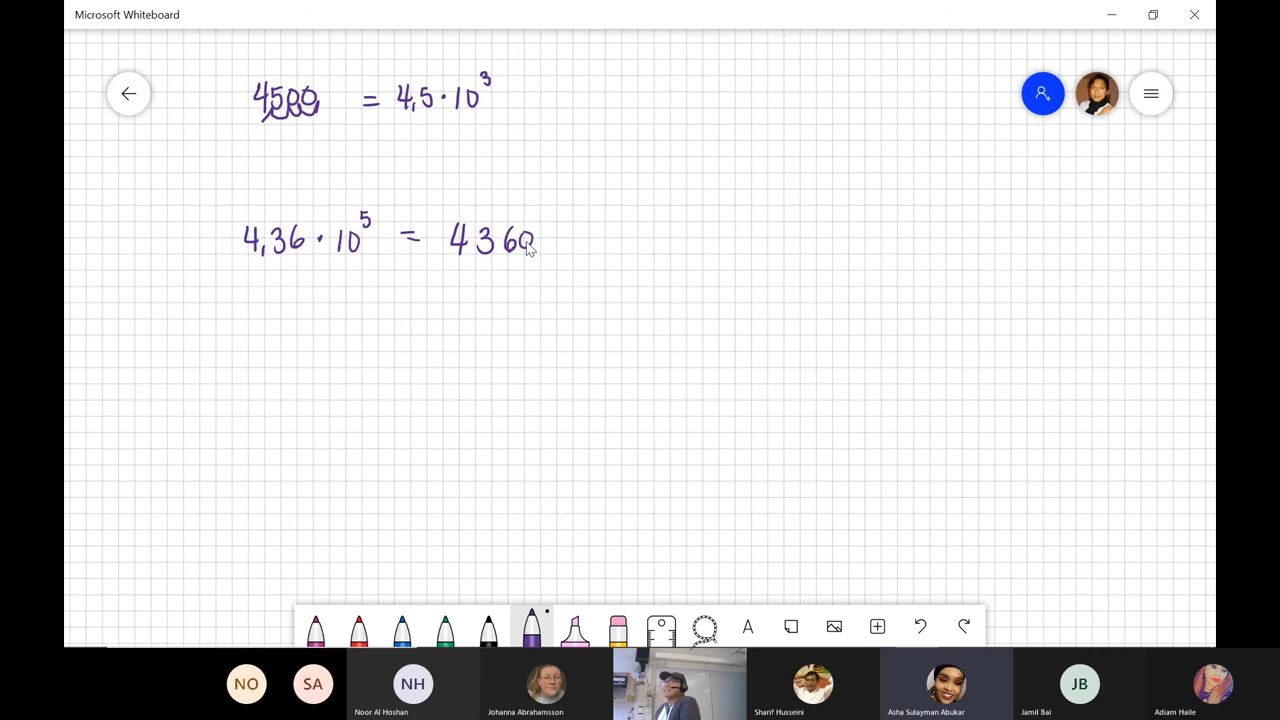 Microsoft Whiteboard
4500 = 4,5 · 10³
4,36 · 10⁵ = 4360
A
NO
SA
NH
JB
Noor Al Hoshan
Johanna Abrahamsson
Sharif Husseini
Asha Sulayman Abukar
Jamil Bai
Adiam Haile